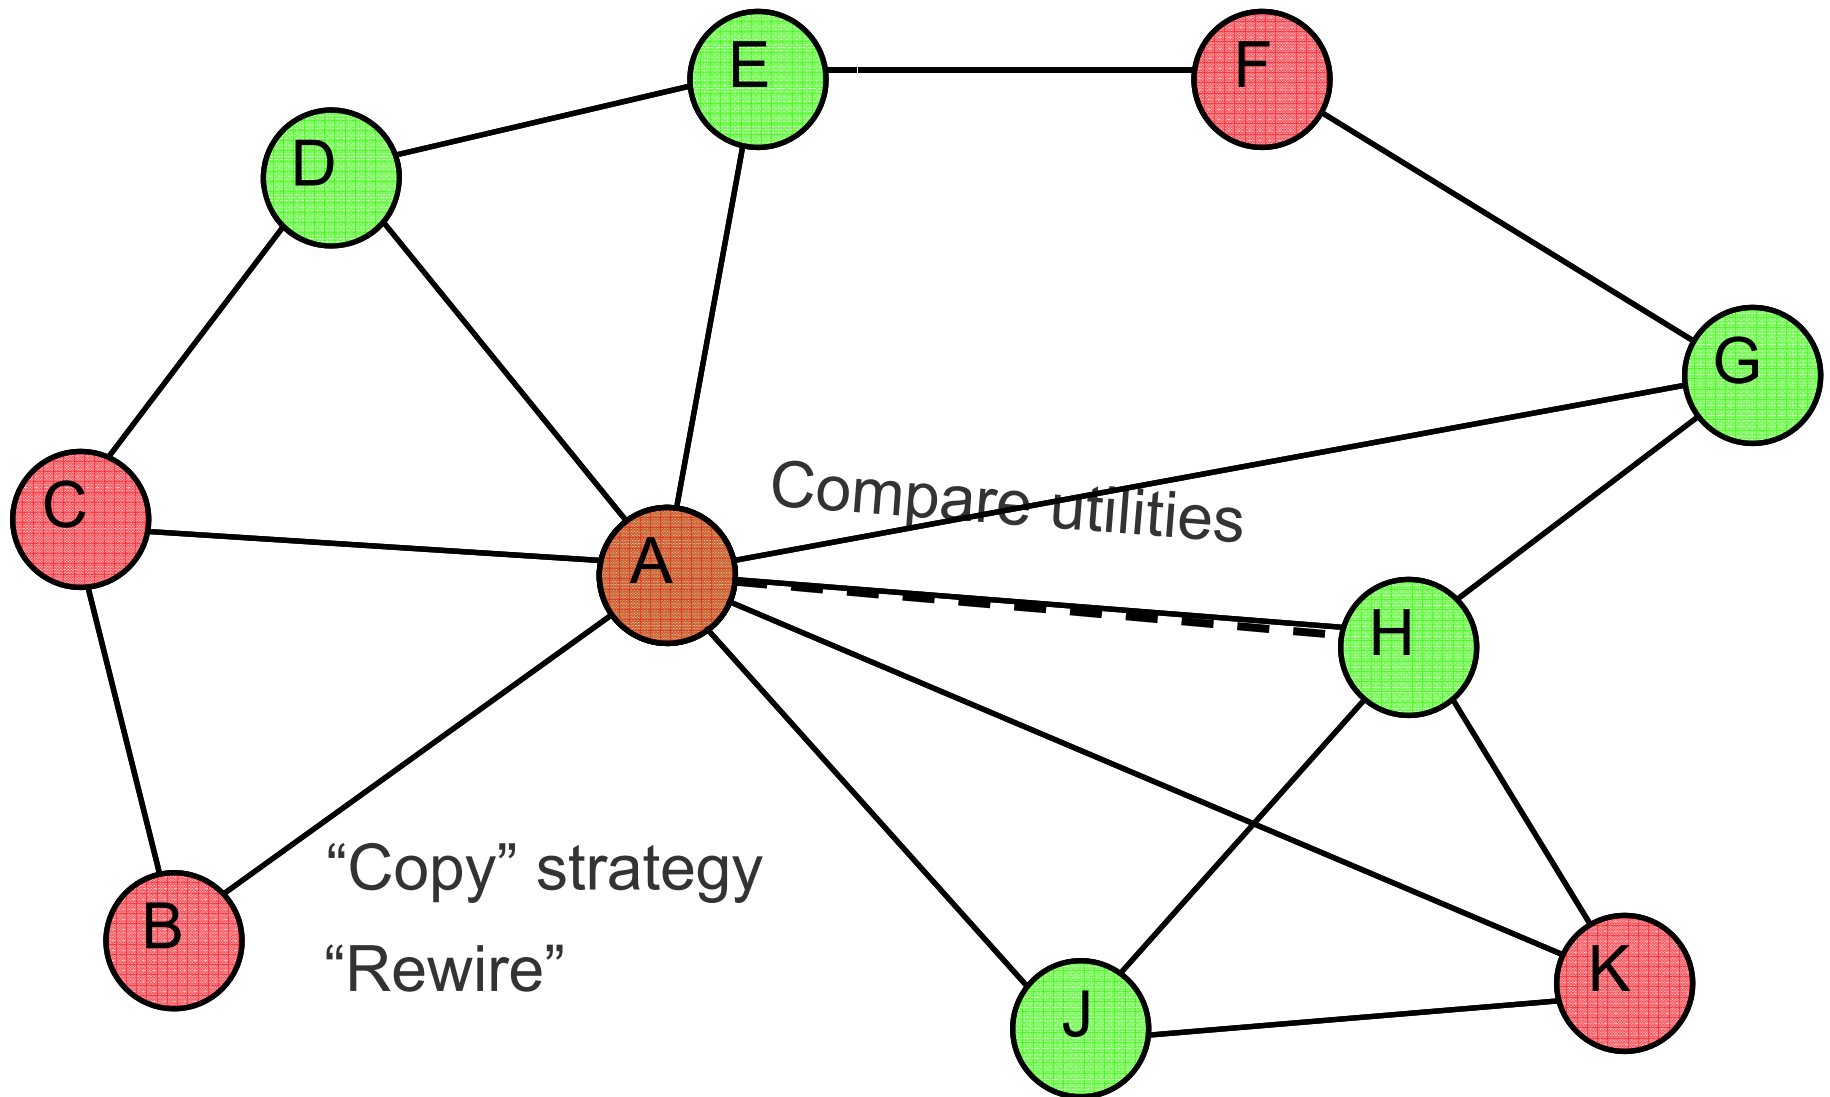 E
F
D
G
C
Compare utilities
A
H
“Copy” strategy
B
“Rewire”
K
J